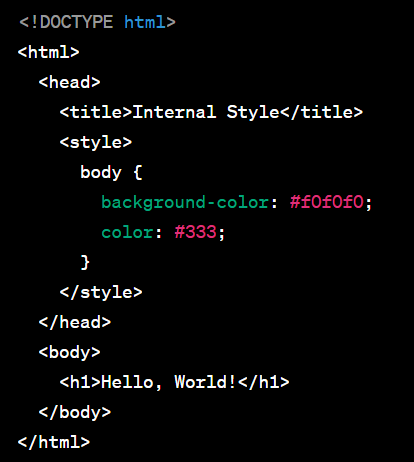 <!DOCTYPE html>
<html>
  <head>
    <title>Internal Style</title>
    <style>
      body {
        background-color: #f0f0f0;
        color: #333;
      }
    </style>
  </head>
  <body>
    <h1>Hello, World!</h1>
  </body>
</html>